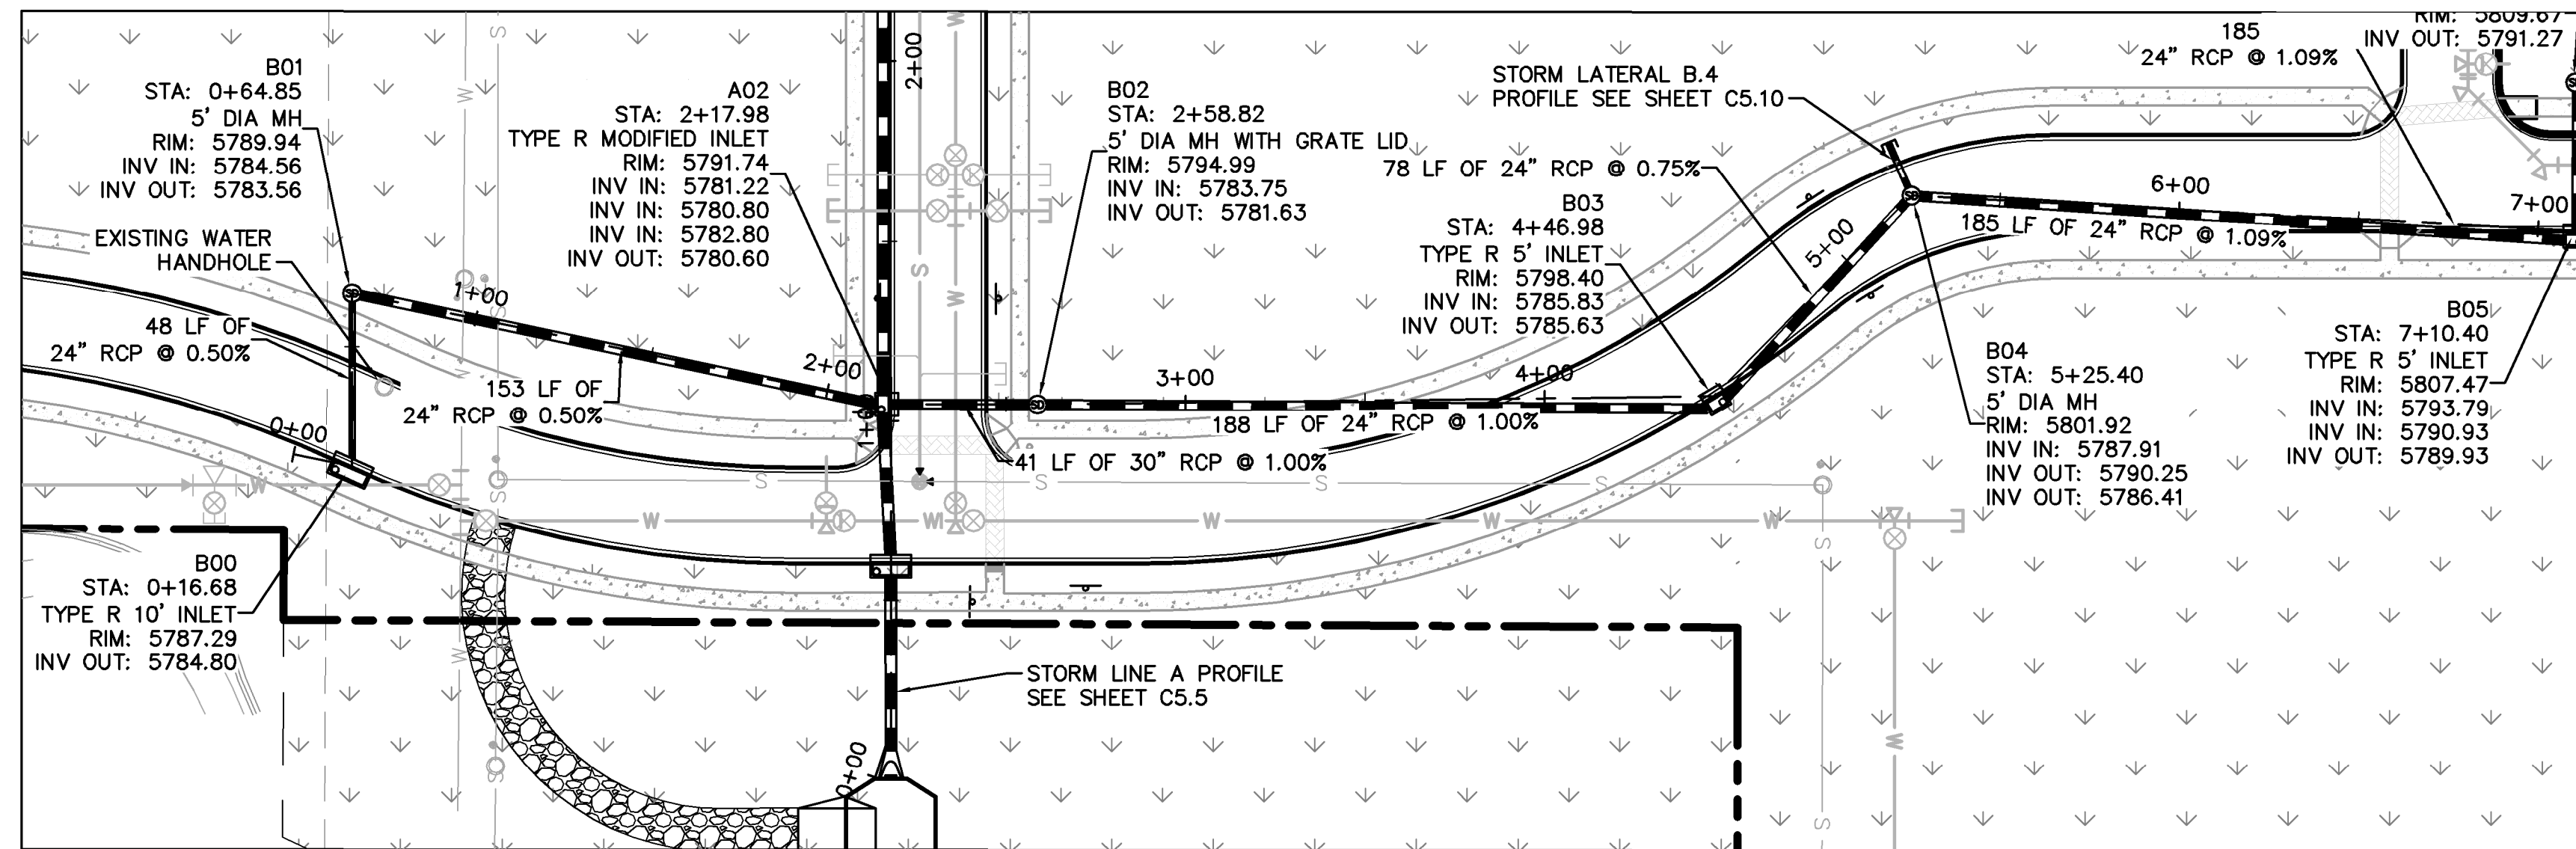 B01
STA: 0+64.85
5' DIA MH
RIM: 5789.94
INV IN: 5784.56
INV OUT: 5783.56
EXISTING WATER
HANDHOLE
48 LF OF
24" RCP @ 0.50%
0+00
B00
STA: 0+16.68
TYPE R 10' INLET
RIM: 5787.29
INV OUT: 5784.80
1+00
153 LF OF
24" RCP @ 0.50%
2+00
A02
STA: 2+17.98
TYPE R MODIFIED INLET
RIM: 5791.74
INV IN: 5781.22
INV IN: 5780.80
INV IN: 5782.80
INV OUT: 5780.60
2+00
B02
STA: 2+58.82
5' DIA MH WITH GRATE LID
RIM: 5794.99
INV IN: 5783.75
INV OUT: 5781.63
3+00
4+00
188 LF OF 24" RCP @ 1.00%
41 LF OF 30" RCP @ 1.00%
STORM LINE A PROFILE
SEE SHEET C5.5
0+00
STORM LATERAL B.4
PROFILE SEE SHEET C5.10
78 LF OF 24" RCP @ 0.75%
B03
STA: 4+46.98
TYPE R 5' INLET
RIM: 5798.40
INV IN: 5785.83
INV OUT: 5785.63
5+00
6+00
7+00
185 LF OF 24" RCP @ 1.09%
185
24" RCP @ 1.09%
RIM: 5809.67
INV OUT: 5791.27
B04
STA: 5+25.40
5' DIA MH
RIM: 5801.92
INV IN: 5787.91
INV OUT: 5790.25
INV OUT: 5786.41
B05
STA: 7+10.40
TYPE R 5' INLET
RIM: 5807.47
INV IN: 5793.79
INV IN: 5790.93
INV OUT: 5789.93
W
W
W
W
W
W
W
W
W
W
W
S
S
S
S
S
S
S
S
S
SD
SD
SD